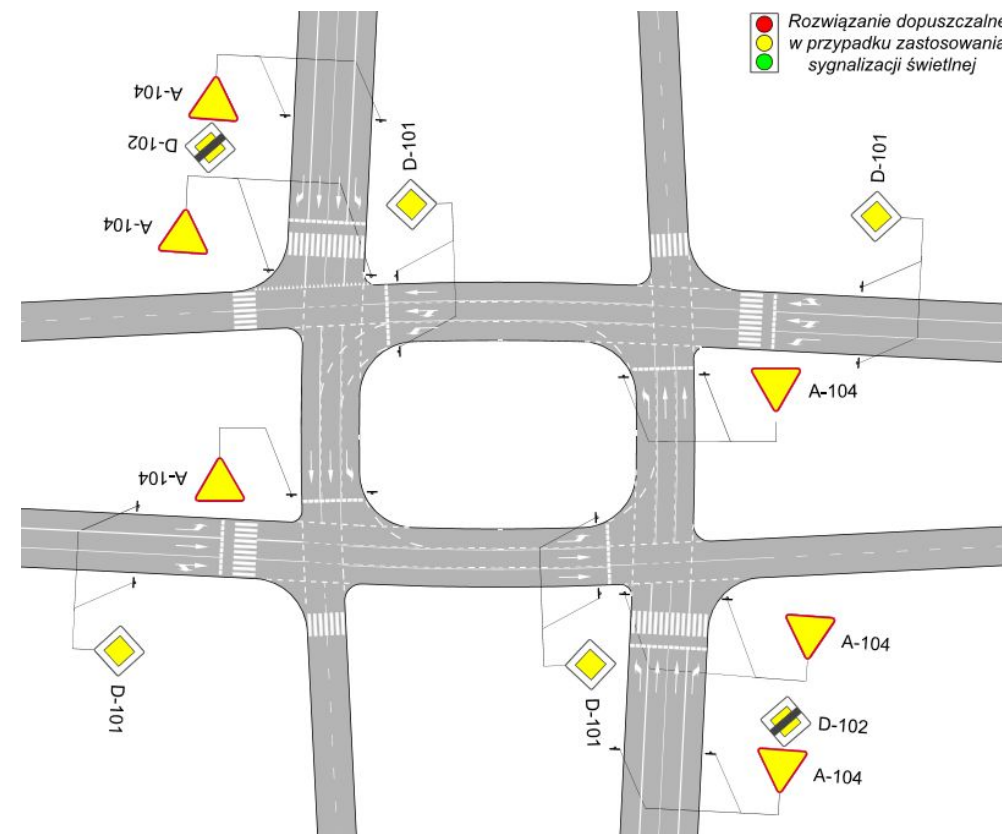 Rozwiązanie dopuszczalne
w przypadku zastosowania
sygnalizacji świetlnej
A-104
D-102
A-104
D-101
D-101
A-104
A-104
D-101
D-101
A-104
D-102
A-104